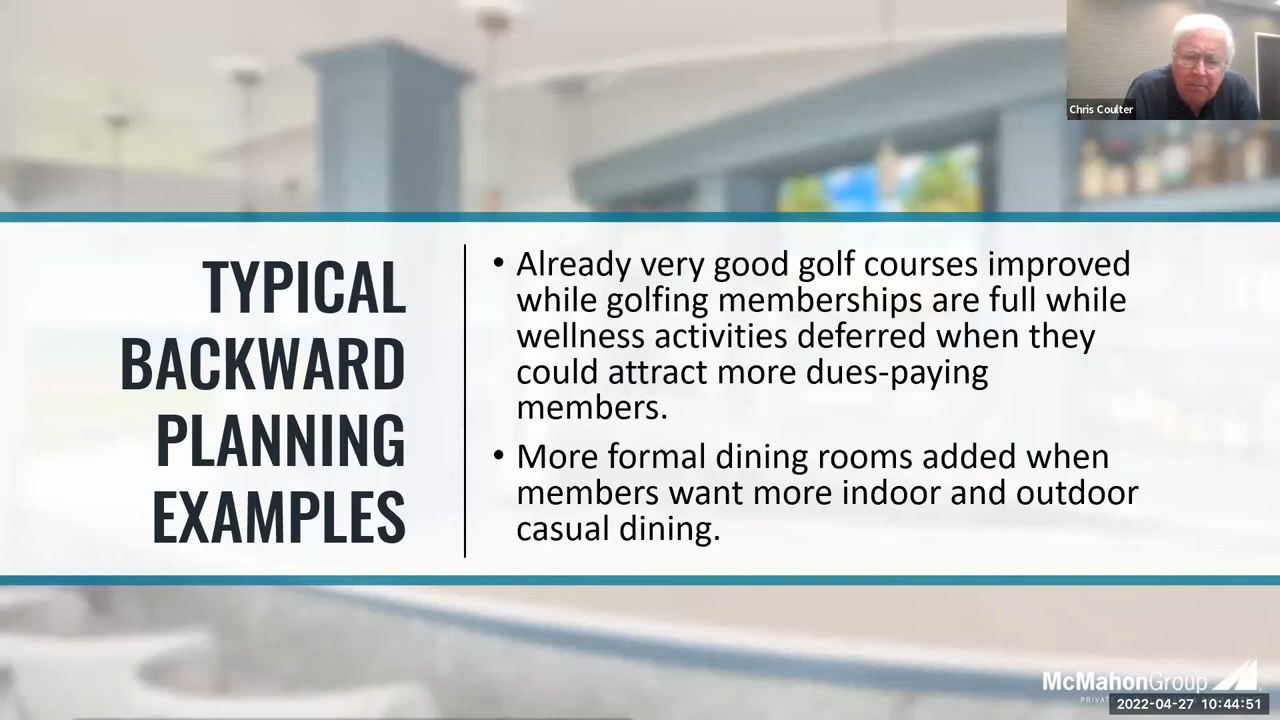 Chris Coulter
TYPICAL
BACKWARD
PLANNING
EXAMPLES
• Already very good golf courses improved
while golfing memberships are full while
wellness activities deferred when they
could attract more dues-paying
members.
• More formal dining rooms added when
members want more indoor and outdoor
casual dining.
McMahonGroup
2022-04-27 10:44:51